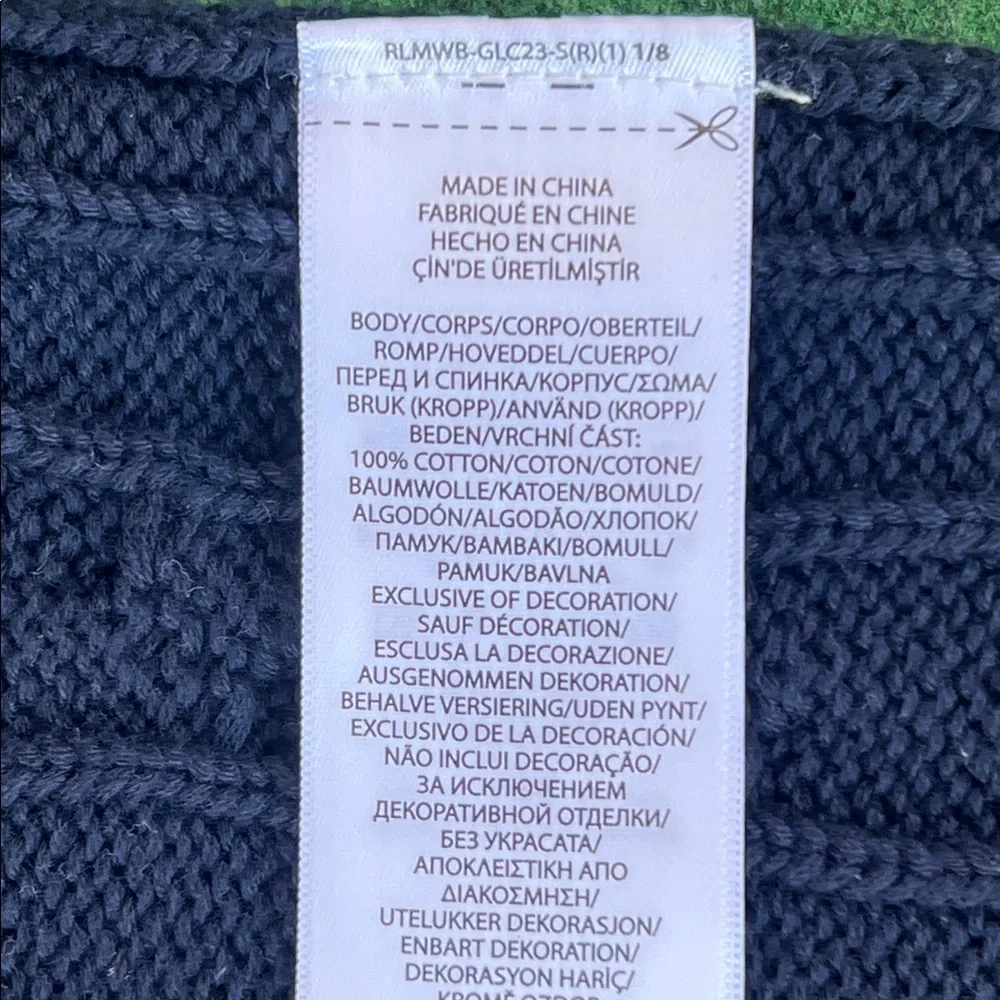 RLMWB-GLC23-S(R)(1) 1/8
MADE IN CHINA
FABRIQUÉ EN CHINE
HECHO EN CHINA
ÇİN'DE ÜRETİLMİŞTİR
BODY/CORPS/CORPO/OBERTEIL/
ROMP/HOVEDDEL/CUERPO/
ПЕРЕД И СПИНКА/КОРПУС/ΣΩΜΑ/
BRUK (KROPP)/ANVÄND (KROPP)/
BEDEN/VRCHNÍ ČÁST:
100% COTTON/COTON/COTONE/
BAUMWOLLE/KATOEN/BOMULD/
ALGODÓN/ALGODÃO/ХЛОПОК/
ПАМУК/ΒΑΜΒΑΚΙ/BOMULL/
PAMUK/BAVLNA
EXCLUSIVE OF DECORATION/
SAUF DÉCORATION/
ESCLUSA LA DECORAZIONE/
AUSGENOMMEN DEKORATION/
BEHALVE VERSIERING/UDEN PYNT/
EXCLUSIVO DE LA DECORACIÓN/
NÃO INCLUI DECORAÇÃO/
ЗА ИСКЛЮЧЕНИЕМ
ДЕКОРАТИВНОЙ ОТДЕЛКИ/
БЕЗ УКРАСАТА/
ΑΠΟΚΛΕΙΣΤΙΚΗ ΑΠΟ
ΔΙΑΚΟΣΜΗΣΗ/
UTELUKKER DEKORASJON/
ENBART DEKORATION/
DEKORASYON HARİÇ/
KROMĚ OZDOB